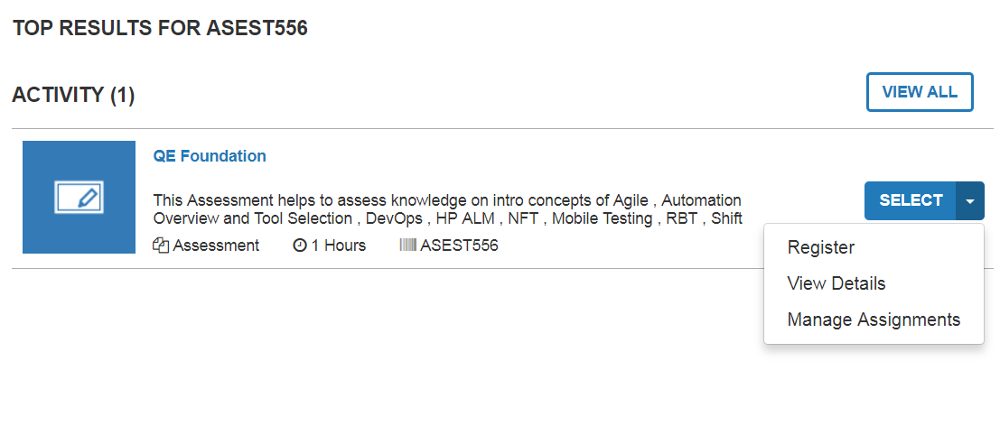 TOP RESULTS FOR ASEST556
ACTIVITY (1)
VIEW ALL
QE Foundation
This Assessment helps to assess knowledge on intro concepts of Agile , Automation
Overview and Tool Selection , DevOps , HP ALM , NFT , Mobile Testing , RBT , Shift
Assessment 1 Hours ASEST556
SELECT
Register
View Details
Manage Assignments